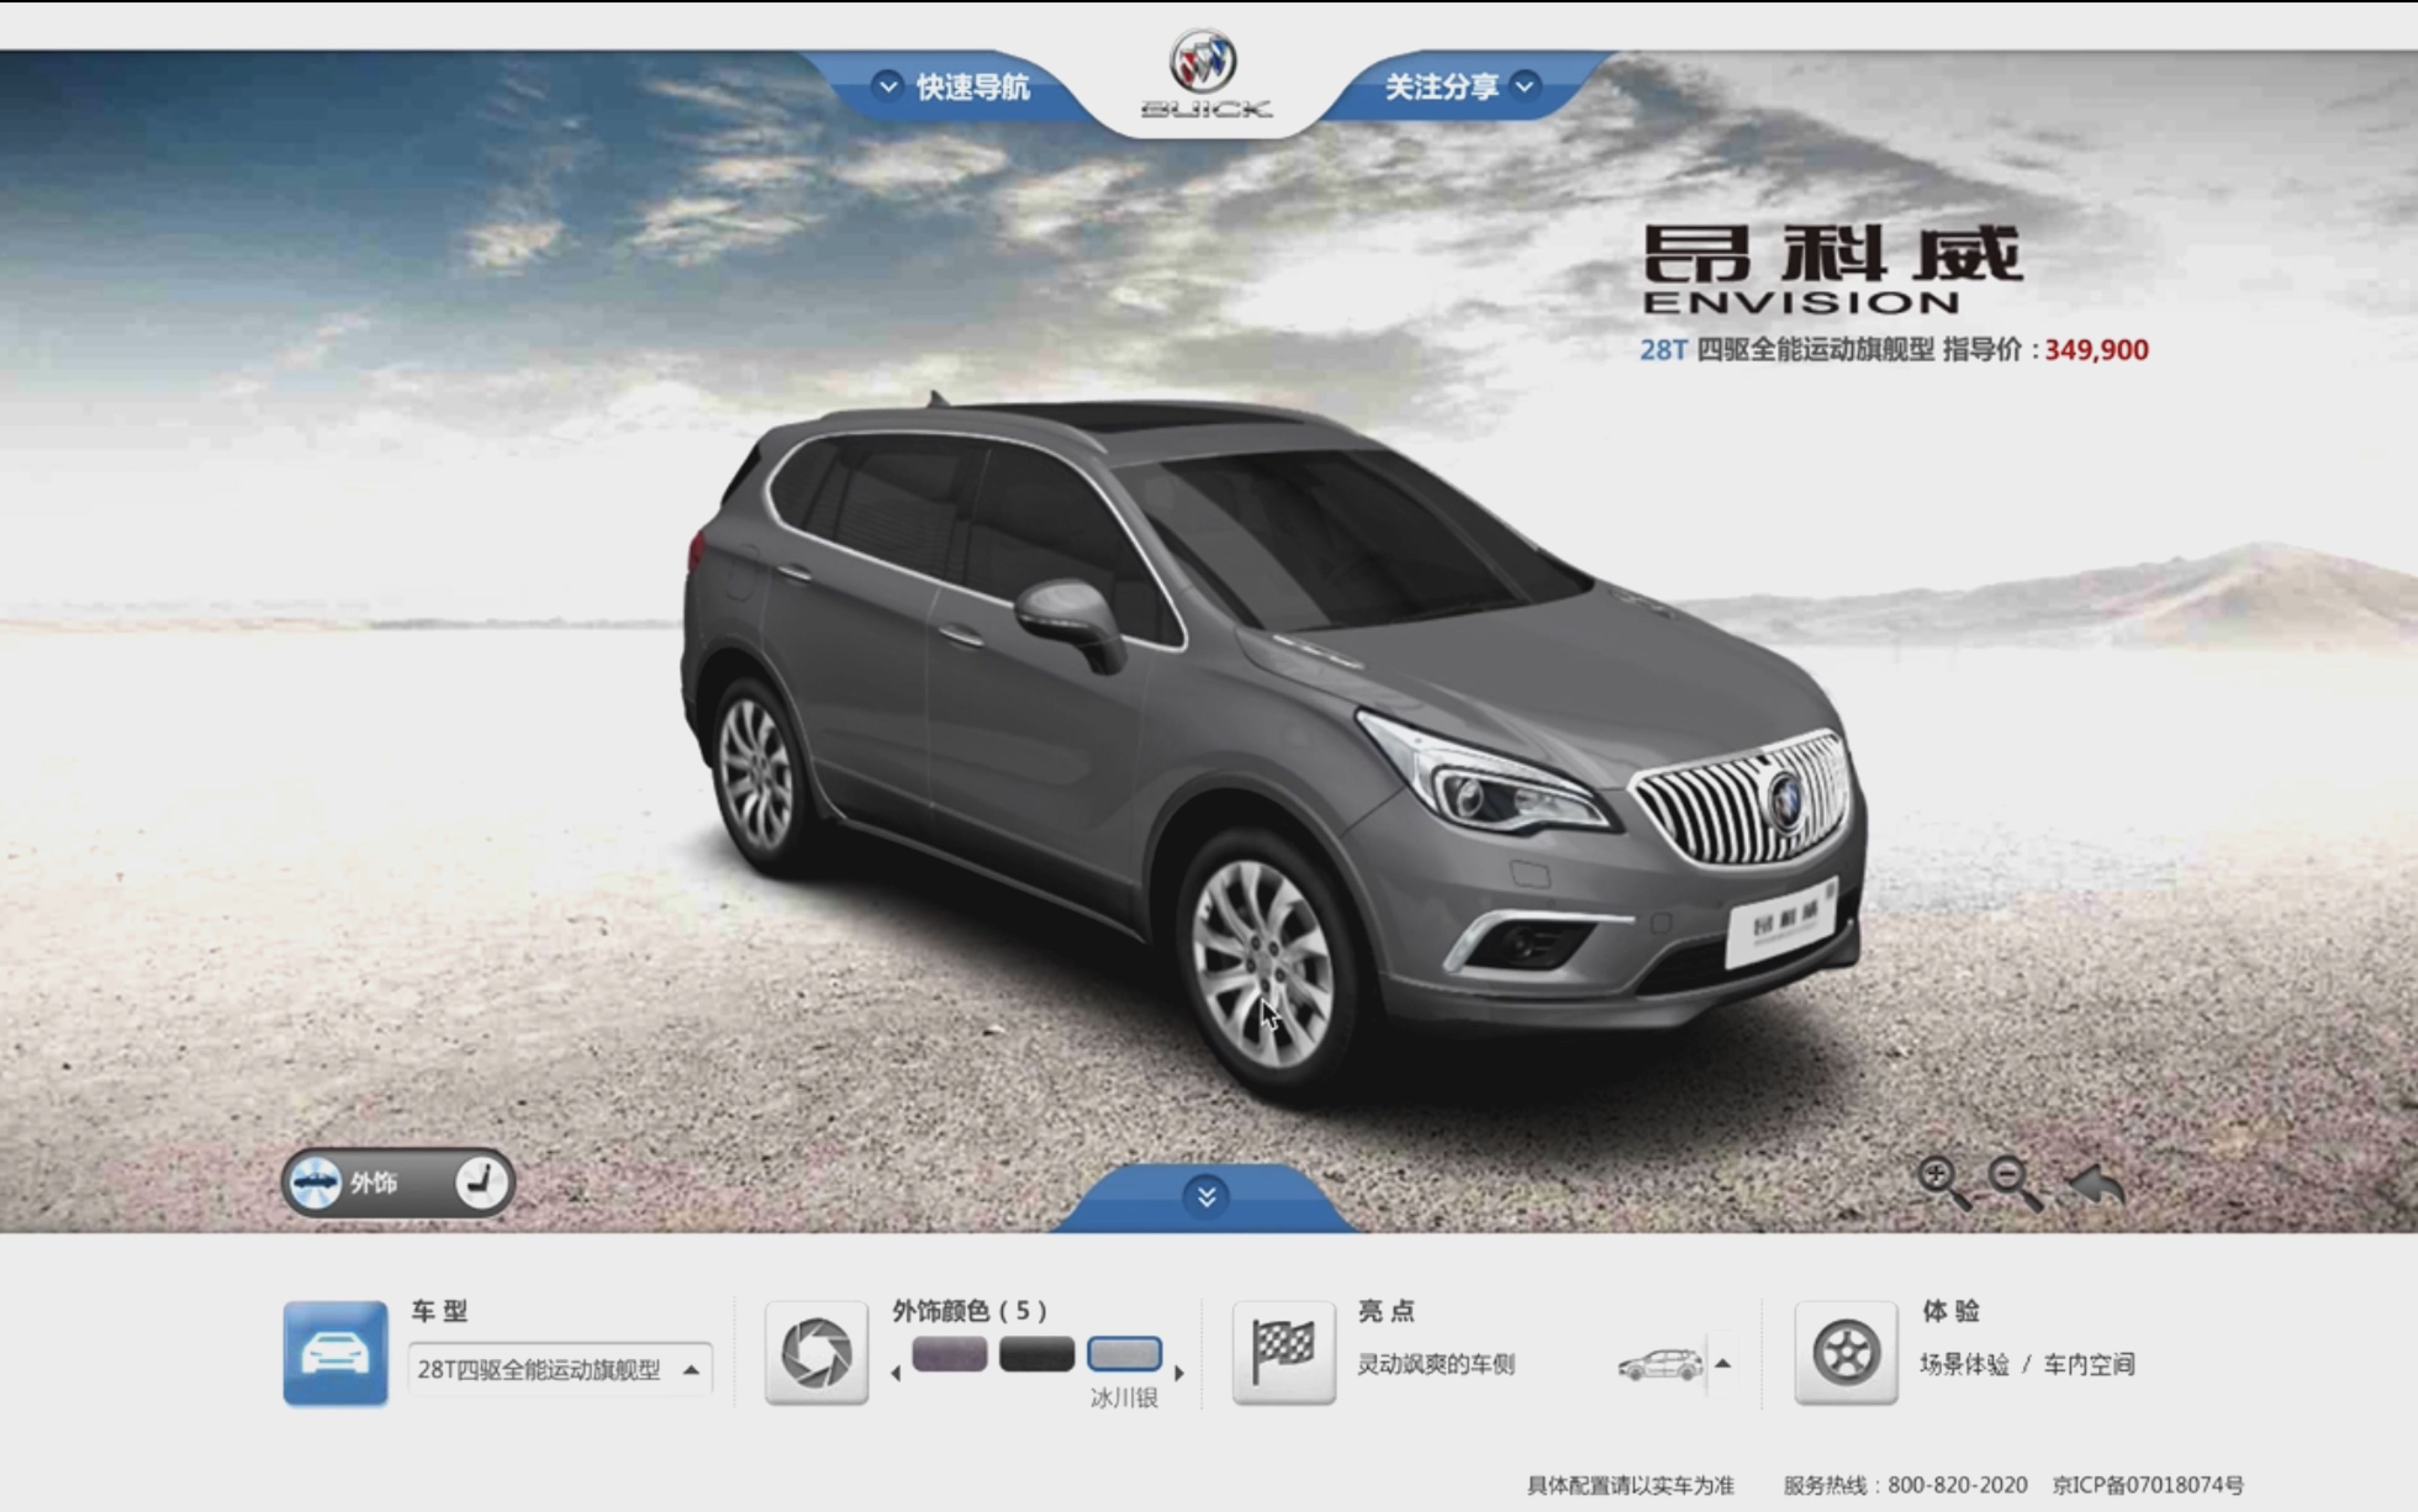 快速导航
BUICK
关注分享
昂科威
ENVISION
28T 四驱全能运动旗舰型 指导价：349,900
昂科威
外饰
车型
28T四驱全能运动旗舰型
外饰颜色（5）
冰川银
亮点
灵动飒爽的车侧
体验
场景体验 / 车内空间
具体配置请以实车为准 服务热线：800-820-2020 京ICP备07018074号